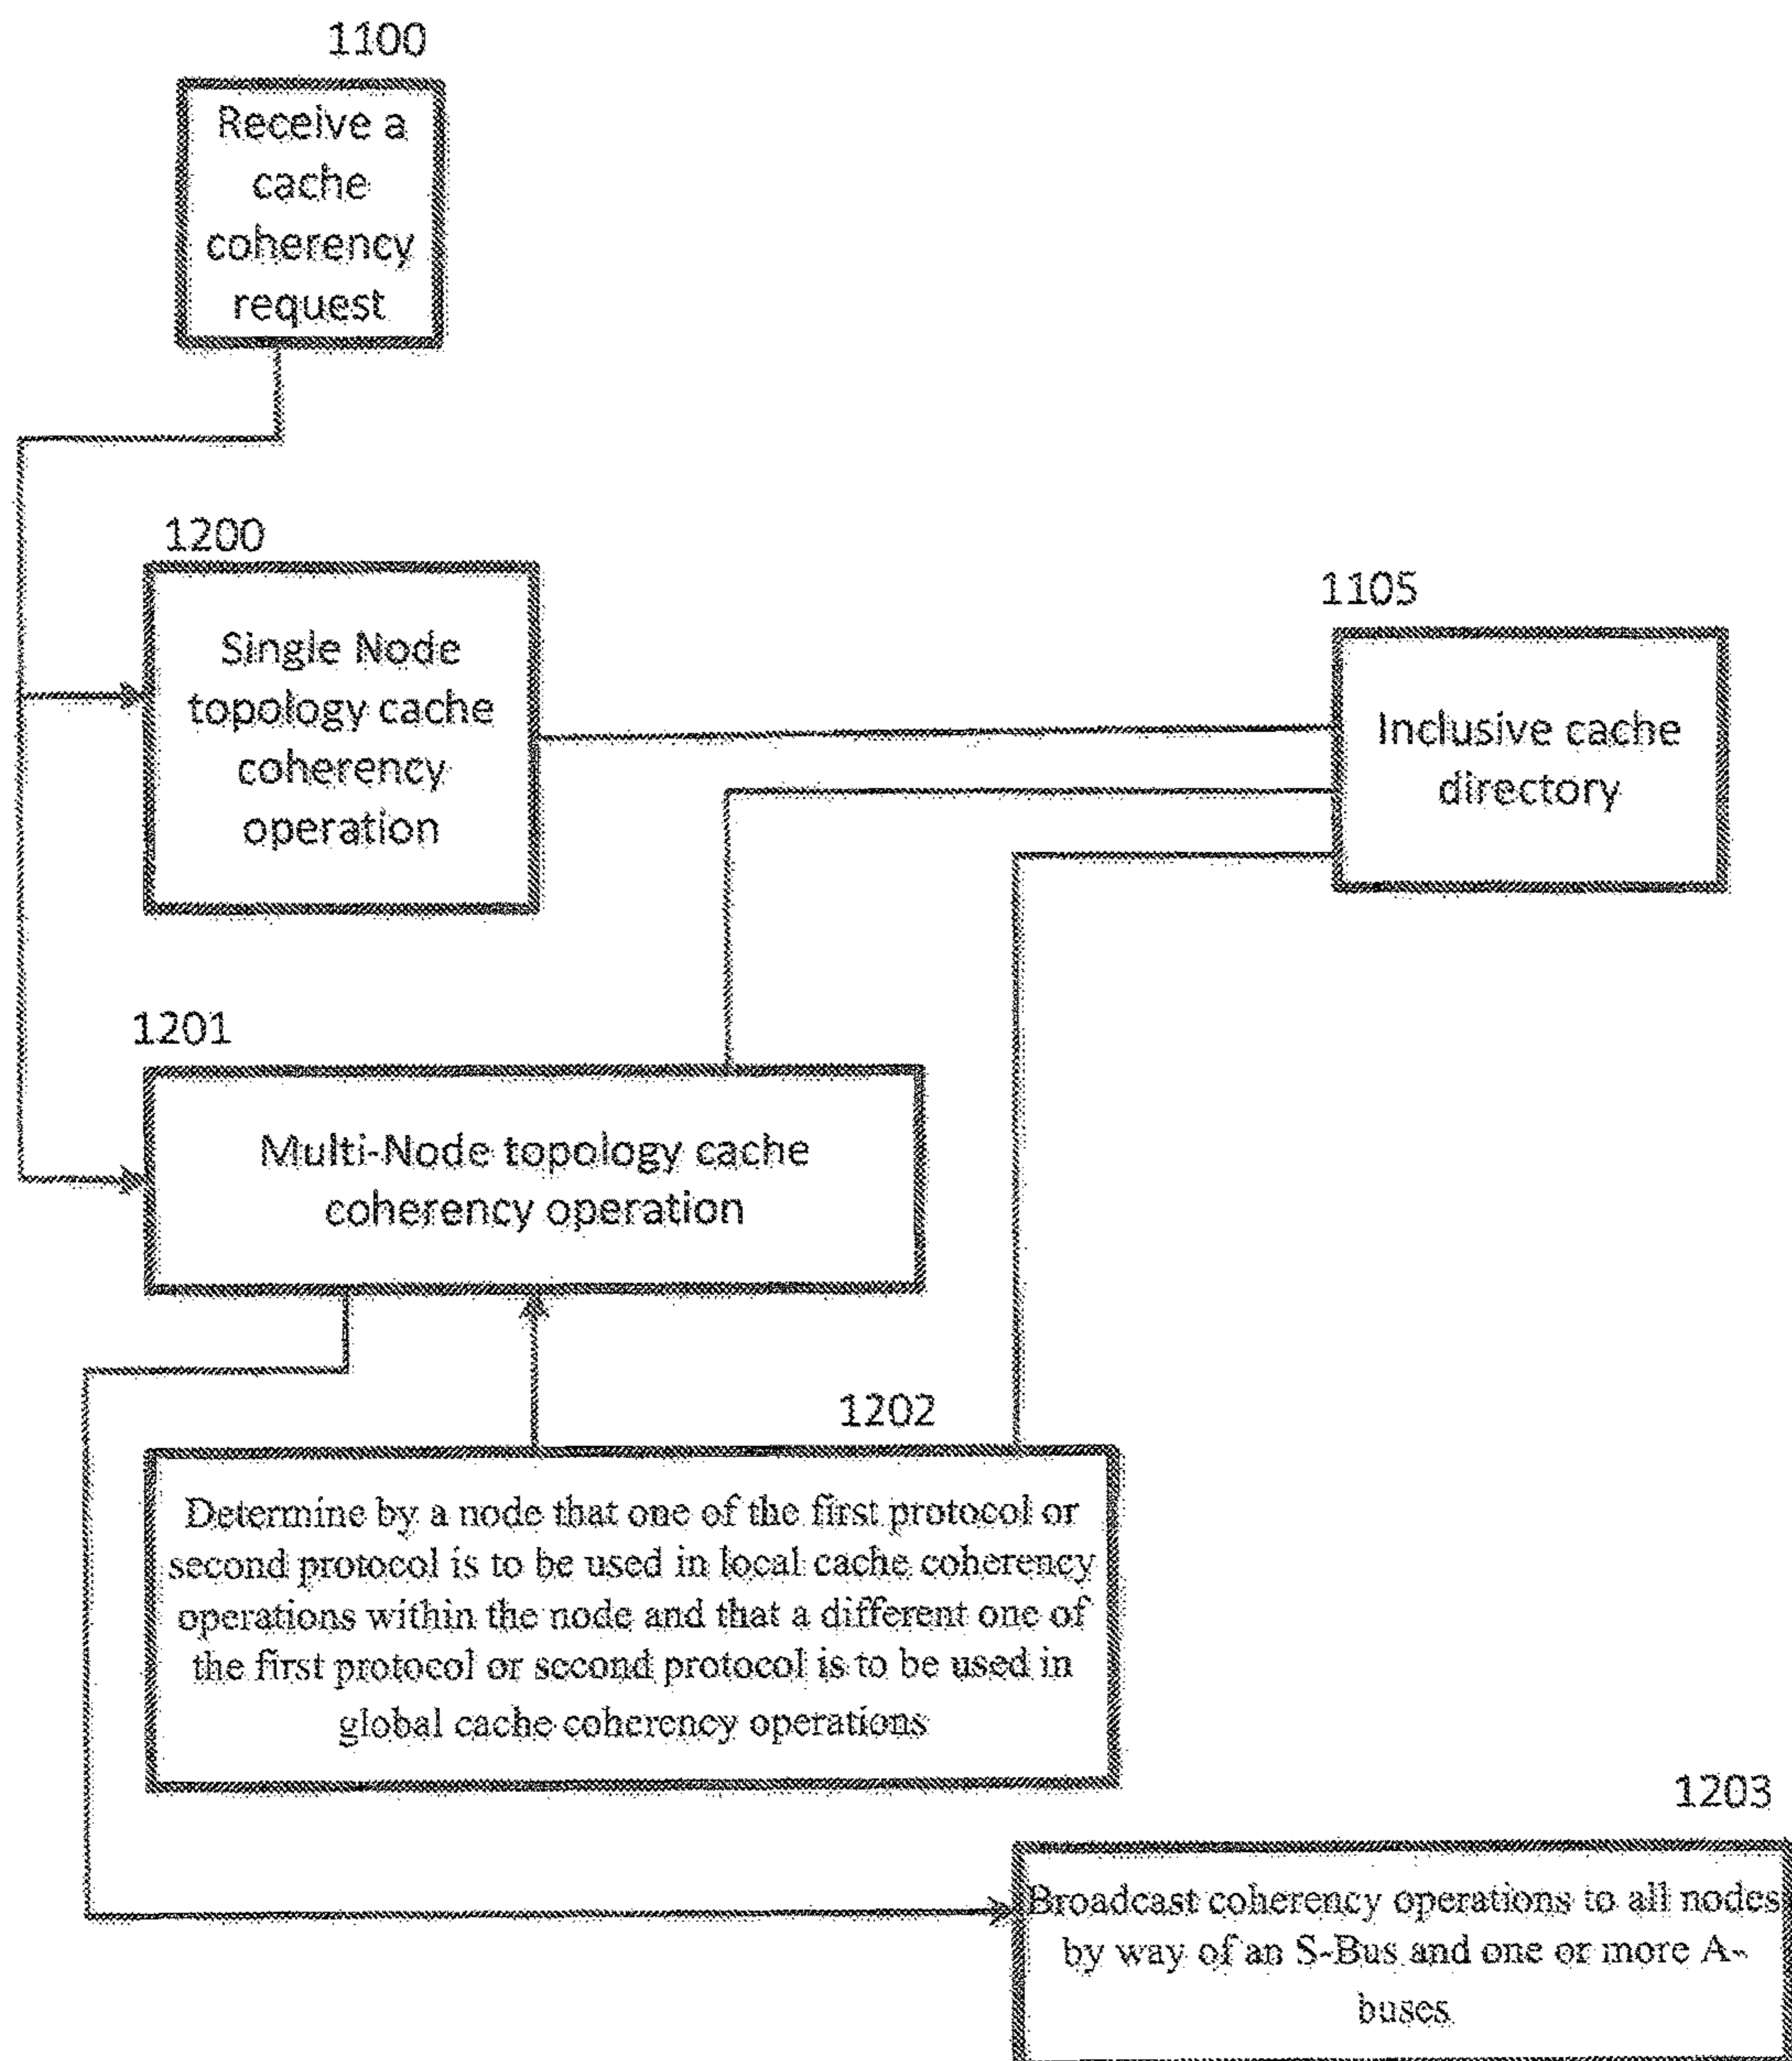 1100
Receive a
cache
coherency
request
1200
Single Node
topology cache
coherency
operation
1105
Inclusive cache
directory
1201
Multi-Node topology cache
coherency operation
1202
Determine by a node that one of the first protocol or
second protocol is to be used in local cache coherency
operations within the node and that a different one of
the first protocol or second protocol is to be used in
global cache coherency operations
1203
Broadcast coherency operations to all nodes
by way of an S-Bus and one or more A-
buses